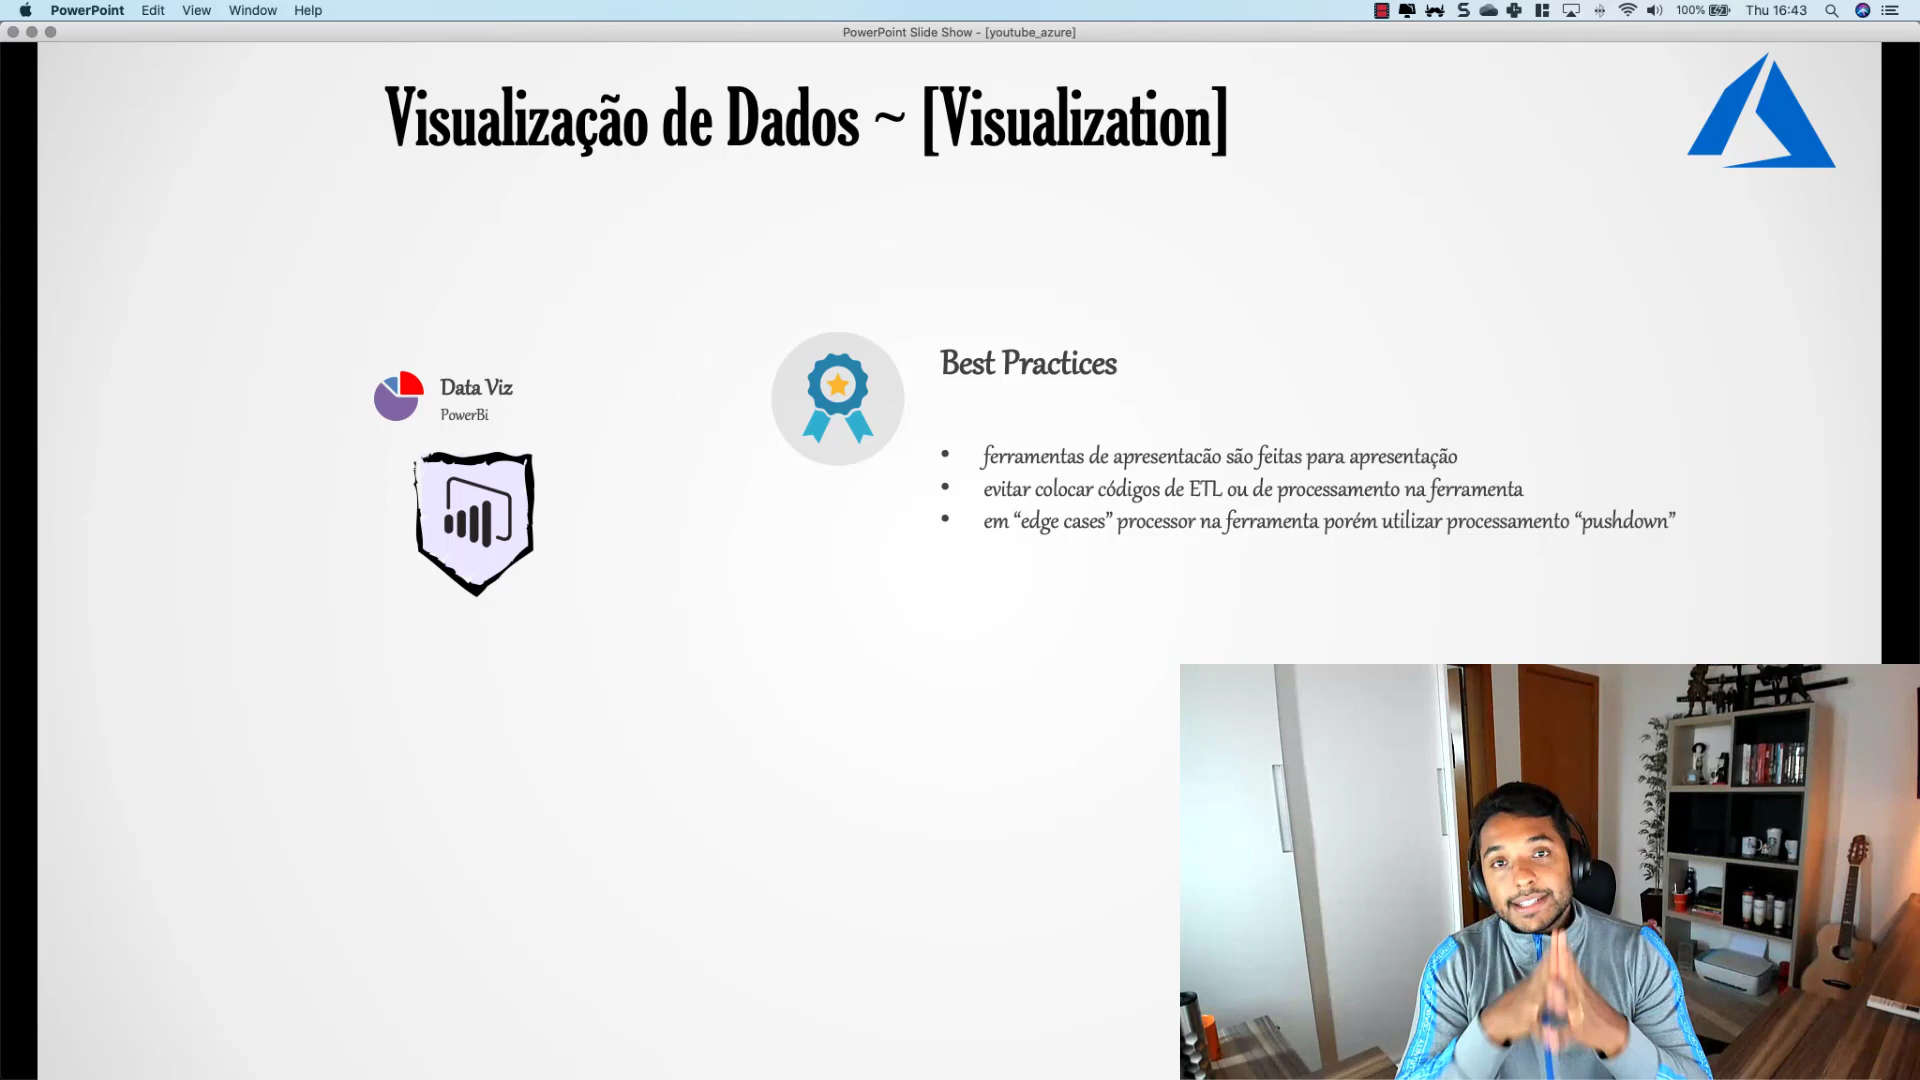 PowerPoint Edit View Window Help 100% Thu 16:43
PowerPoint Slide Show - [youtube_azure]
Visualização de Dados ~ [Visualization]
Data Viz
PowerBi
Best Practices
• ferramentas de apresentacão são feitas para apresentação
• evitar colocar códigos de ETL ou de processamento na ferramenta
• em “edge cases” processor na ferramenta porém utilizar processamento “pushdown”